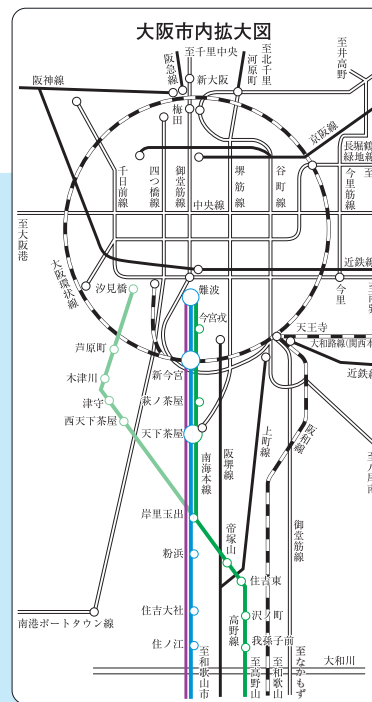 大阪市内拡大図
至千里中央
阪急線
新大阪
河原町
至北千里
至井高野
阪神線
梅田
京阪線
長堀鶴
緑地線
千日前線
四つ橋線
御堂筋線
堺筋線
谷町線
今里筋線
中央線
至大阪港
大阪環状線
近鉄線
汐見橋
難波
今里
今宮戎
天王寺
大和路線(関西本
芦原町
新今宮
近鉄
木津川
萩ノ茶屋
津守
西天下茶屋
天下茶屋
上町線
阪和線
南海本線
阪堺線
岸里玉出
帝塚山
御堂筋線
粉浜
住吉東
住吉大社
沢ノ町
高野線
我孫子前
南港ポートタウン線
住ノ江
至和歌山市
至高野山
至和歌山
至なかもず
大和川